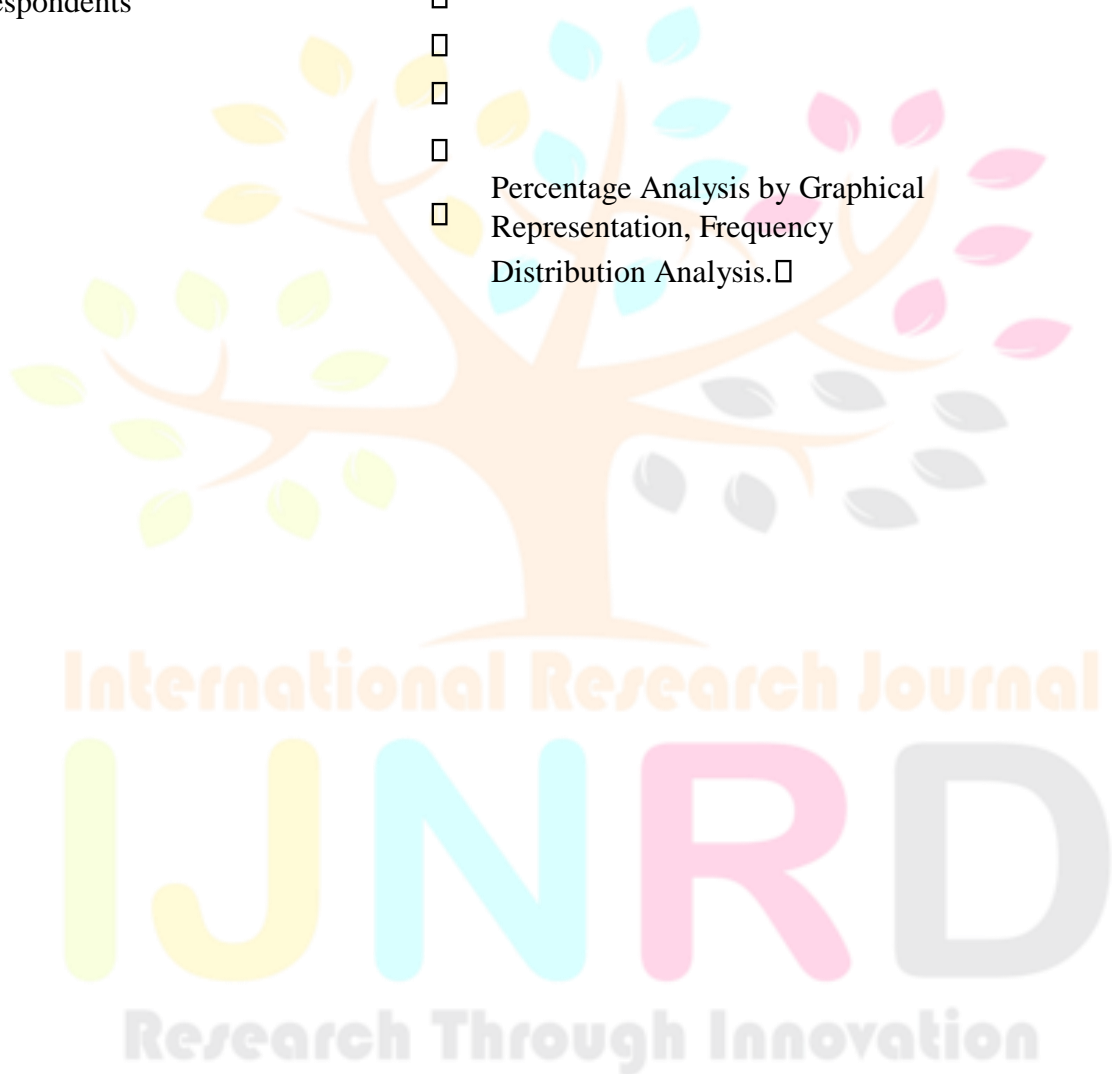 espondents
Percentage Analysis by Graphical
Representation, Frequency
Distribution Analysis.
International Research Journal
IJNRD
Research Through Innovation